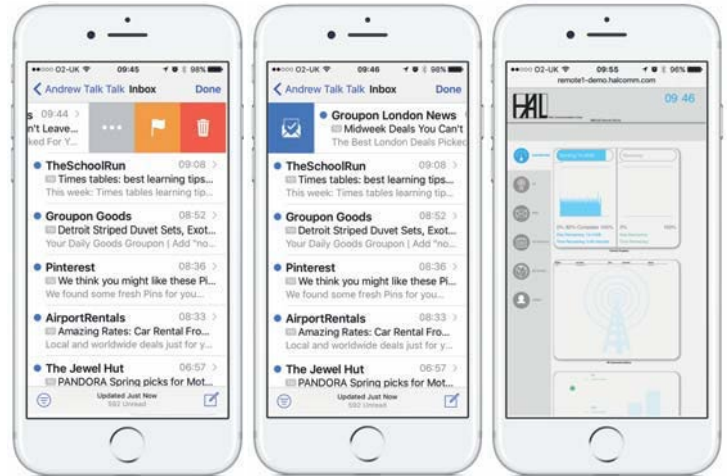 O2-UK 09:45 98%
Andrew Talk Talk Inbox Done
s 09:44
n't Leave...
ked For Y...
TheSchoolRun 09:08
Times tables: best learning tips...
This week: Times tables learning tip...
Groupon Goods 08:52
Detroit Striped Duvet Sets, Exot...
Your Daily Goods Groupon | Add "no...
Pinterest 08:36
We think you might like these Pi...
We found some fresh Pins for you...
AirportRentals 08:33
Amazing Rates: Car Rental Fro...
Local and worldwide deals just for y...
The Jewel Hut 06:57
PANDORA Spring picks for Mot...
Updated Just Now
592 Unread
O2-UK 09:46 98%
Andrew Talk Talk Inbox Done
Groupon London News
Midweek Deals You Can't
The Best London Deals Picked
TheSchoolRun 09:08
Times tables: best learning tips...
This week: Times tables learning tip...
Groupon Goods 08:52
Detroit Striped Duvet Sets, Exot...
Your Daily Goods Groupon | Add "no...
Pinterest 08:36
We think you might like these Pi...
We found some fresh Pins for you...
AirportRentals 08:33
Amazing Rates: Car Rental Fro...
Local and worldwide deals just for y...
The Jewel Hut 06:57
PANDORA Spring picks for Mot...
Updated Just Now
592 Unread
O2-UK 09:55 96%
remote1-demo.halcomm.com
HAL 09 46
0% 80% Complete 100%
0% 100%